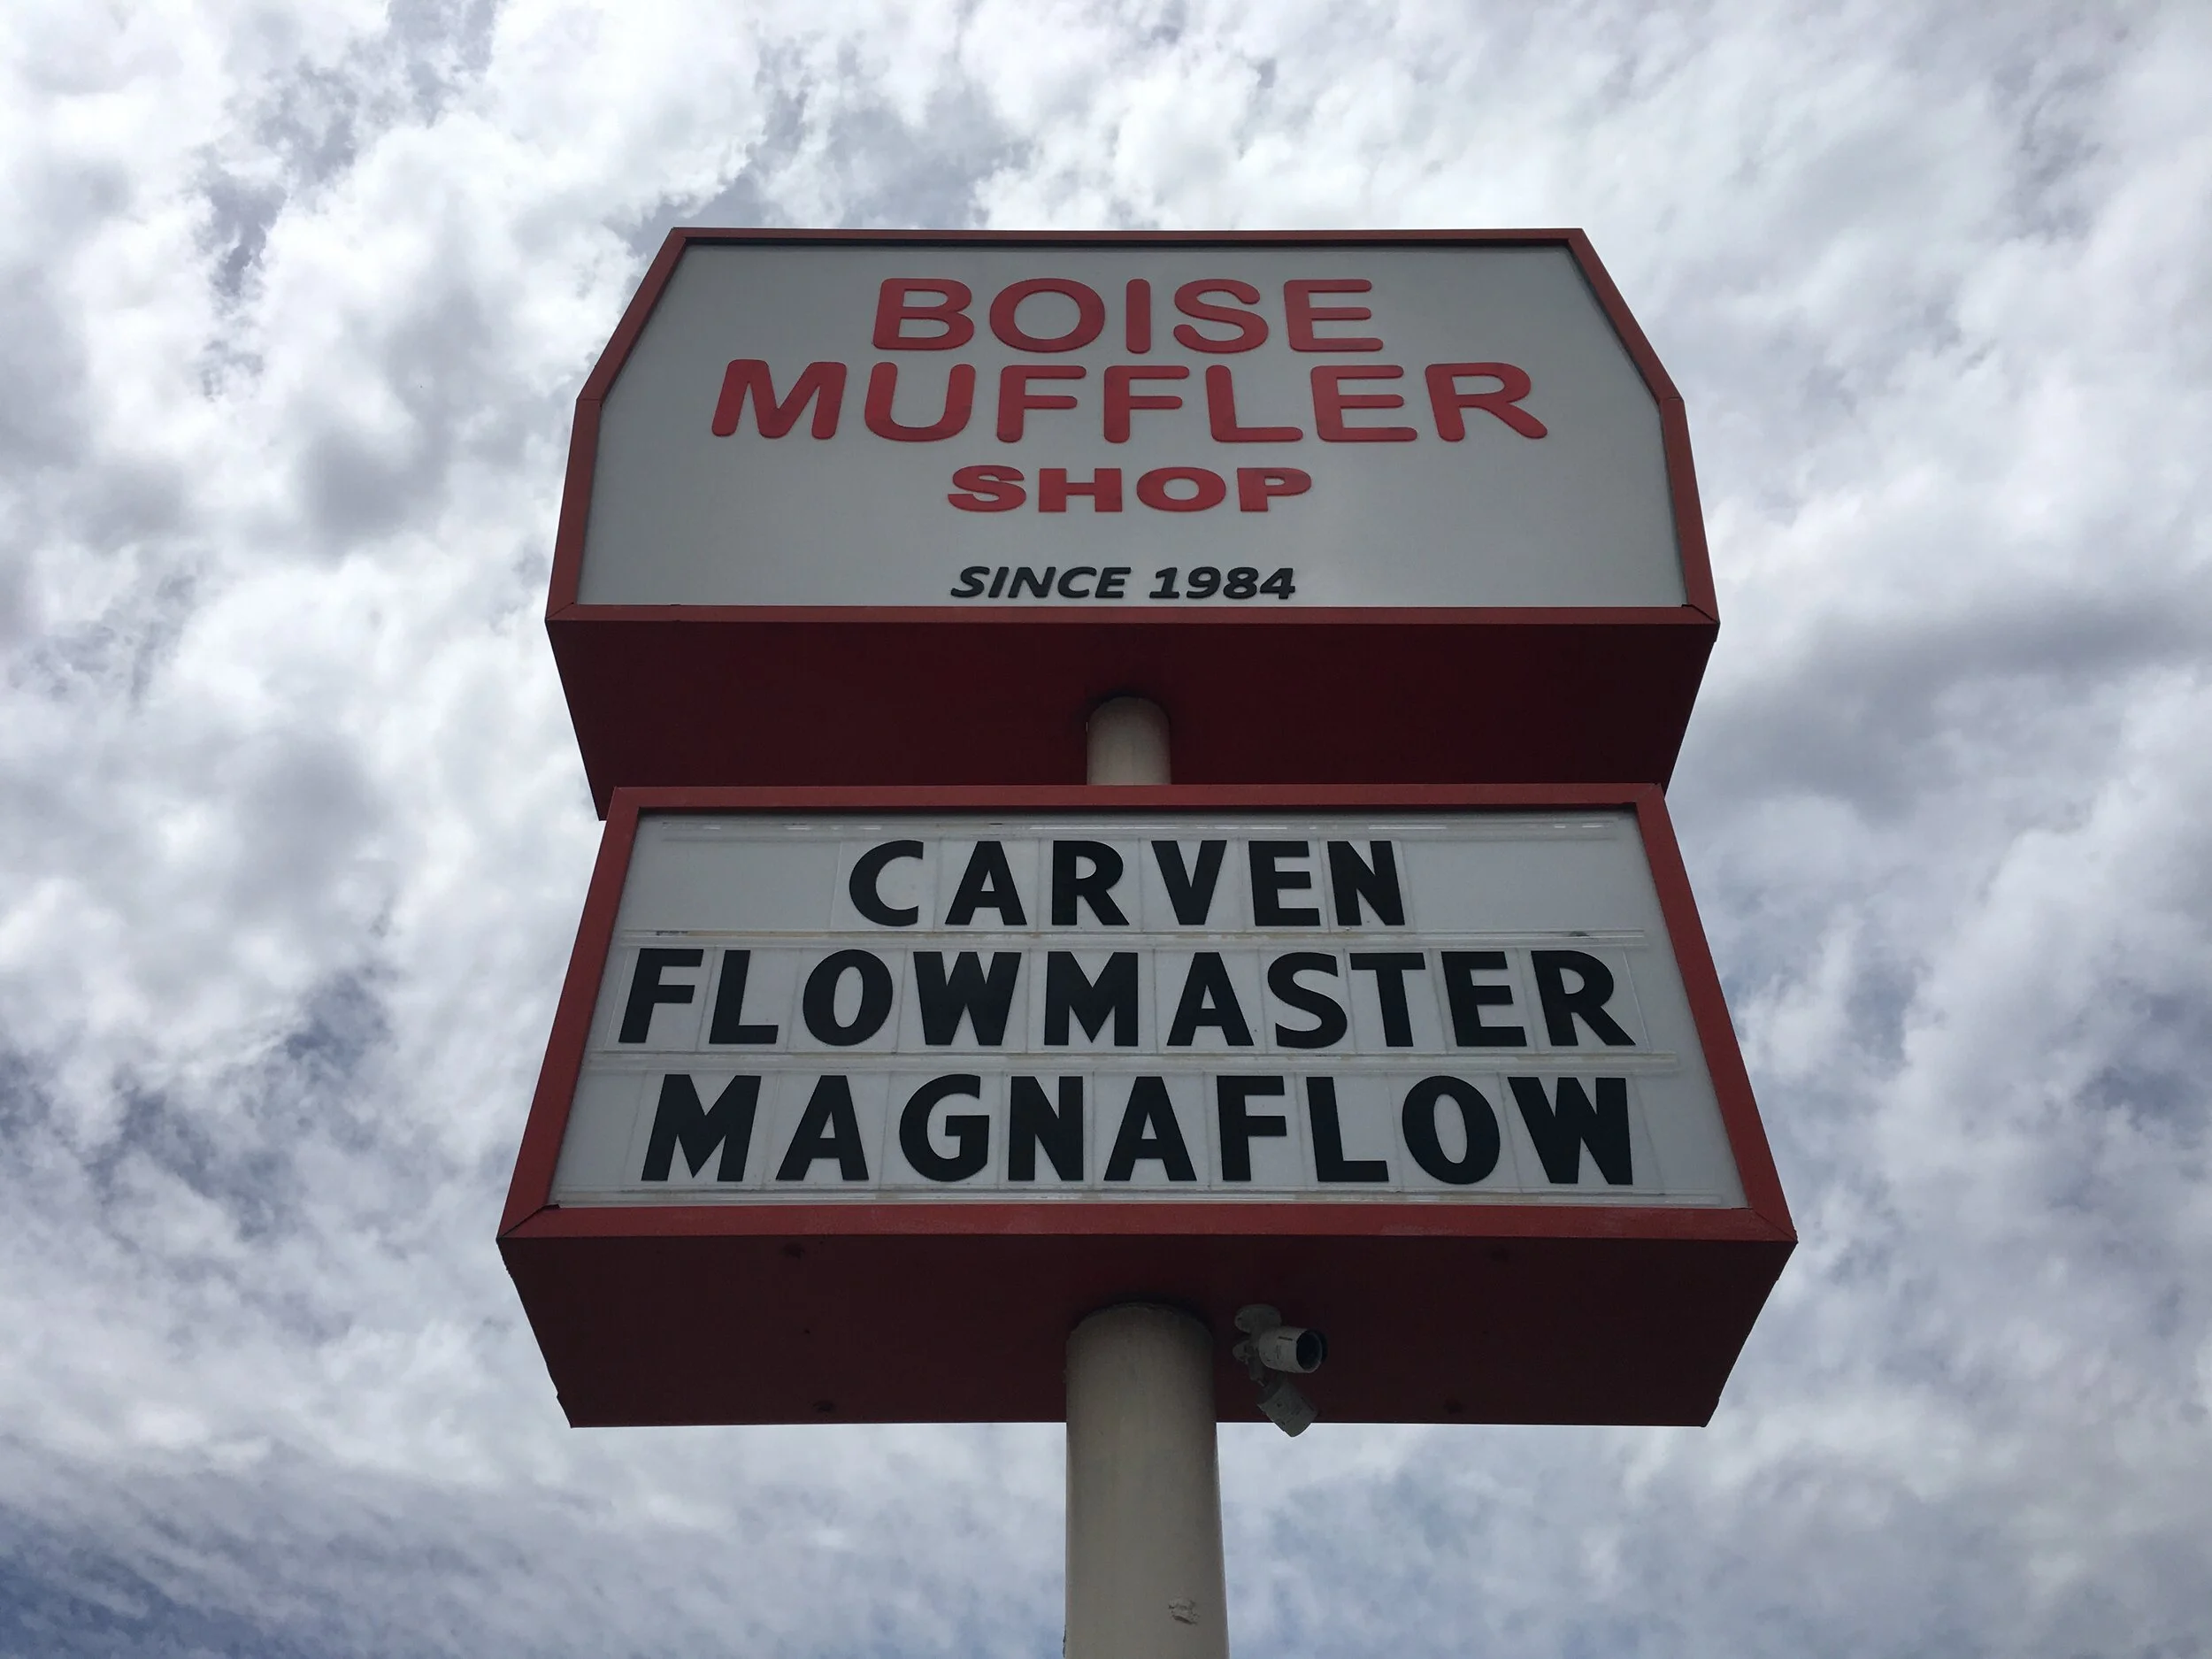 BOISE
MUFFLER
SHOP
SINCE 1984
CARVEN
FLOWMASTER
MAGNAFLOW